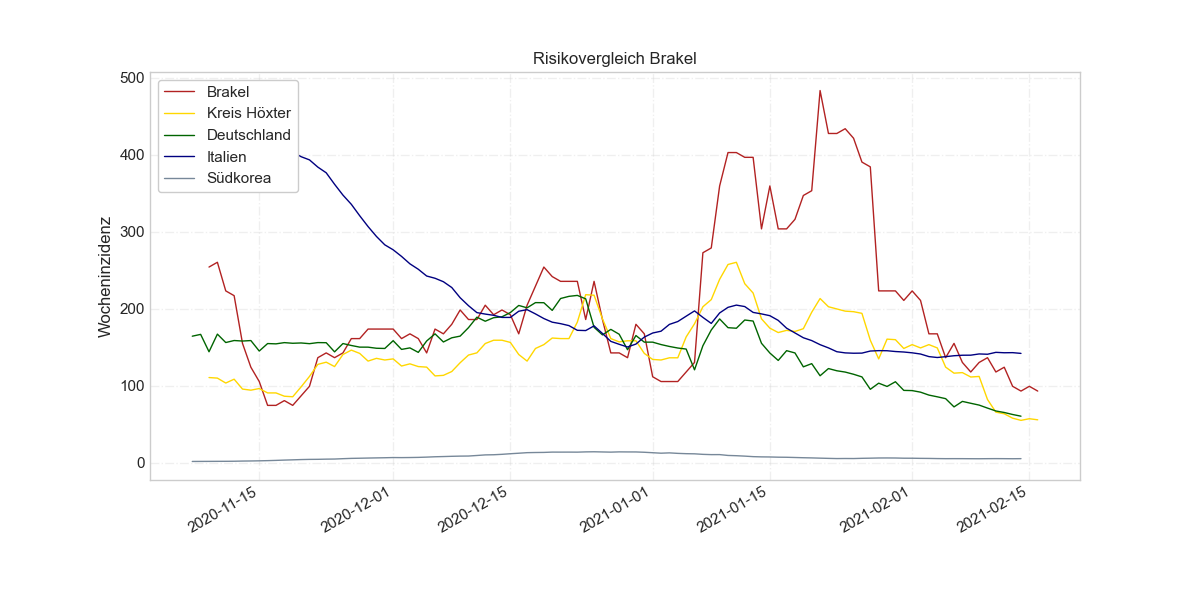 Risikovergleich Brakel
500
400
300
200
100
0
Wocheninzidenz
Brakel
Kreis Höxter
Deutschland
Italien
Südkorea
2020-11-15
2020-12-01
2020-12-15
2021-01-01
2021-01-15
2021-02-01
2021-02-15